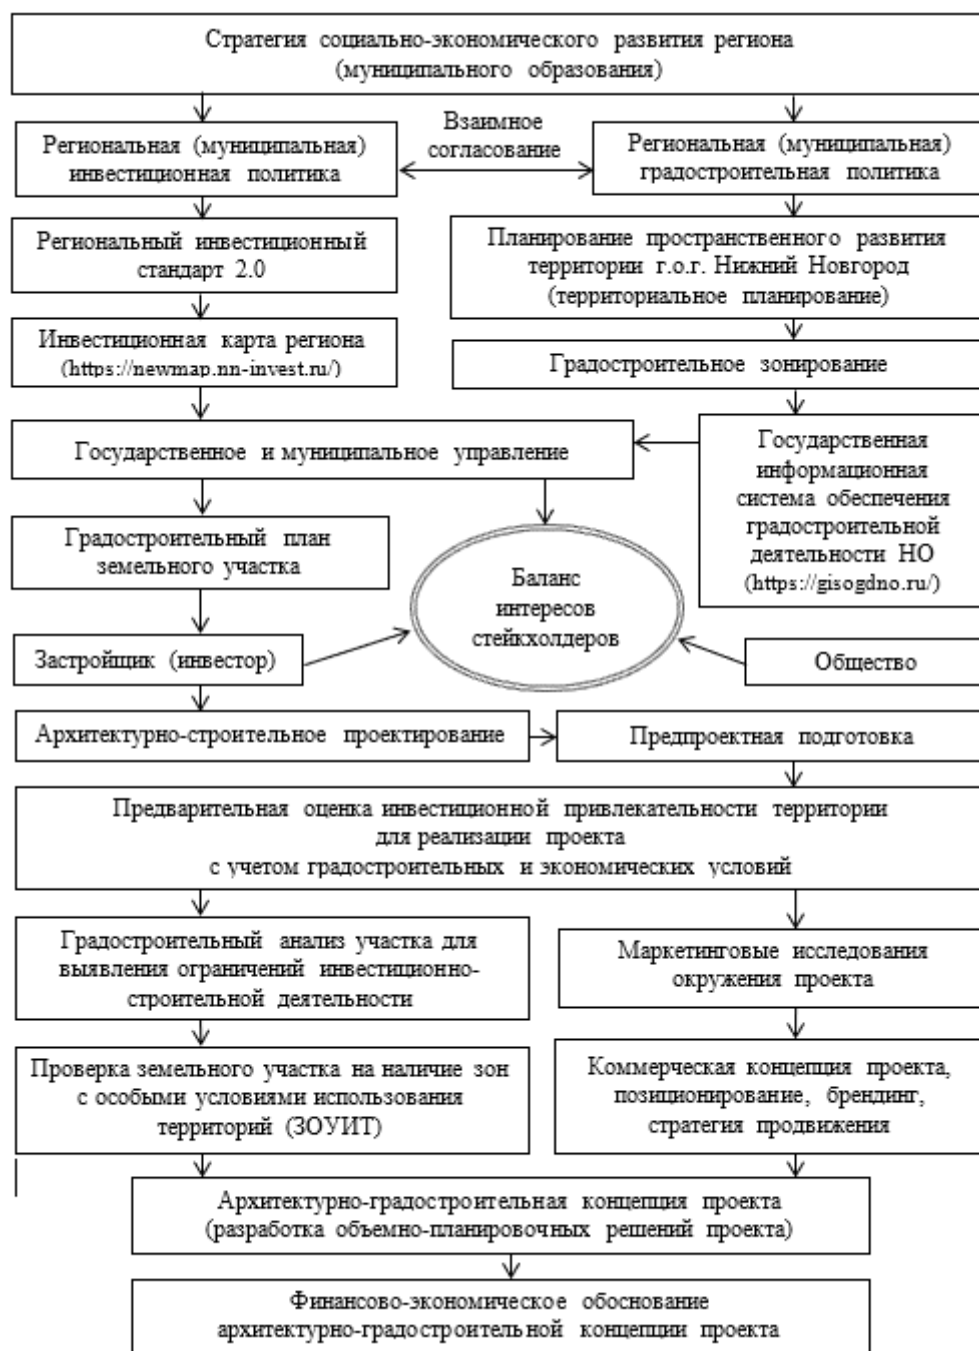 Стратегия социально-экономического развития региона
(муниципального образования)
Взаимное
согласование
Региональная (муниципальная)
инвестиционная политика
Региональная (муниципальная)
градостроительная политика
Региональный инвестиционный
стандарт 2.0
Планирование пространственного развития
территории г.о.г. Нижний Новгород
(территориальное планирование)
Инвестиционная карта региона
(https://newmap.nn-invest.ru/)
Градостроительное зонирование
Государственное и муниципальное управление
Государственная
информационная
система обеспечения
градостроительной
деятельности НО
(https://gisogdno.ru/)
Градостроительный план
земельного участка
Баланс
интересов
стейкхолдеров
Застройщик (инвестор)
Общество
Архитектурно-строительное проектирование
Предпроектная подготовка
Предварительная оценка инвестиционной привлекательности территории
для реализации проекта
с учетом градостроительных и экономических условий
Градостроительный анализ участка для
выявления ограничений инвестиционно-
строительной деятельности
Маркетинговые исследования
окружения проекта
Проверка земельного участка на наличие зон
с особыми условиями использования
территорий (ЗОУИТ)
Коммерческая концепция проекта,
позиционирование, брендинг,
стратегия продвижения
Архитектурно-градостроительная концепция проекта
(разработка объемно-планировочных решений проекта)
Финансово-экономическое обоснование
архитектурно-градостроительной концепции проекта